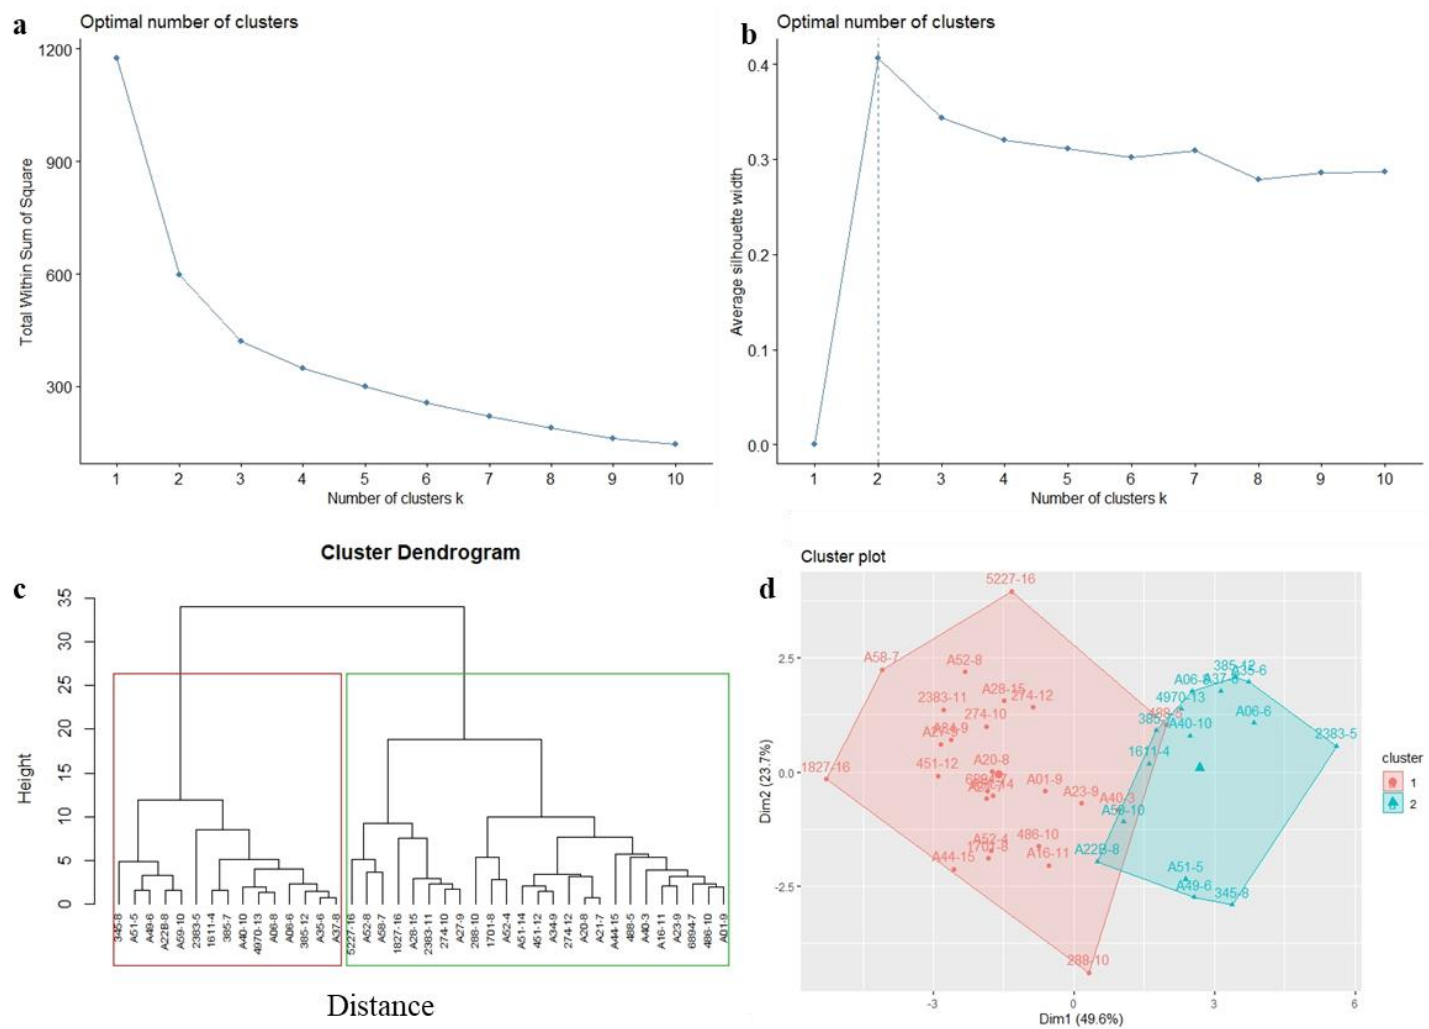 a
Optimal number of clusters
1200
900
600
300
Total Within Sum of Square
1 2 3 4 5 6 7 8 9 10
Number of clusters k
b
Optimal number of clusters
0.4
0.3
0.2
0.1
0.0
Average silhouette width
1 2 3 4 5 6 7 8 9 10
Number of clusters k
c
Cluster Dendrogram
35
30
25
20
15
10
5
0
Height
345-8
A51-5
A49-6
A22B-8
A59-10
2383-5
1611-4
385-7
A40-10
4970-13
A08-8
A06-6
385-12
A35-6
A37-8
5227-16
A52-8
A58-7
1827-16
A28-15
2383-11
274-10
A27-9
288-10
1701-8
A52-4
A51-14
451-12
A34-9
274-12
A20-8
A21-7
A44-15
488-5
A40-3
A16-11
A23-9
6894-7
486-10
A01-9
Distance
d
Cluster plot
5227-16
A58-7
A52-8
A28-15
2383-11
274-12
274-10
451-12
1827-16
A20-8
A01-9
A23-9
A40-3
A52-4
486-10
A44-15
A16-11
288-10
385-12
4970-13
488-5
A40-10
A06-6
2383-5
1611-4
A22B-8
A51-5
A49-6
345-8
2.5
0.0
-2.5
Dim2 (23.7%)
-3 0 3 6
Dim1 (49.6%)
cluster
1
2